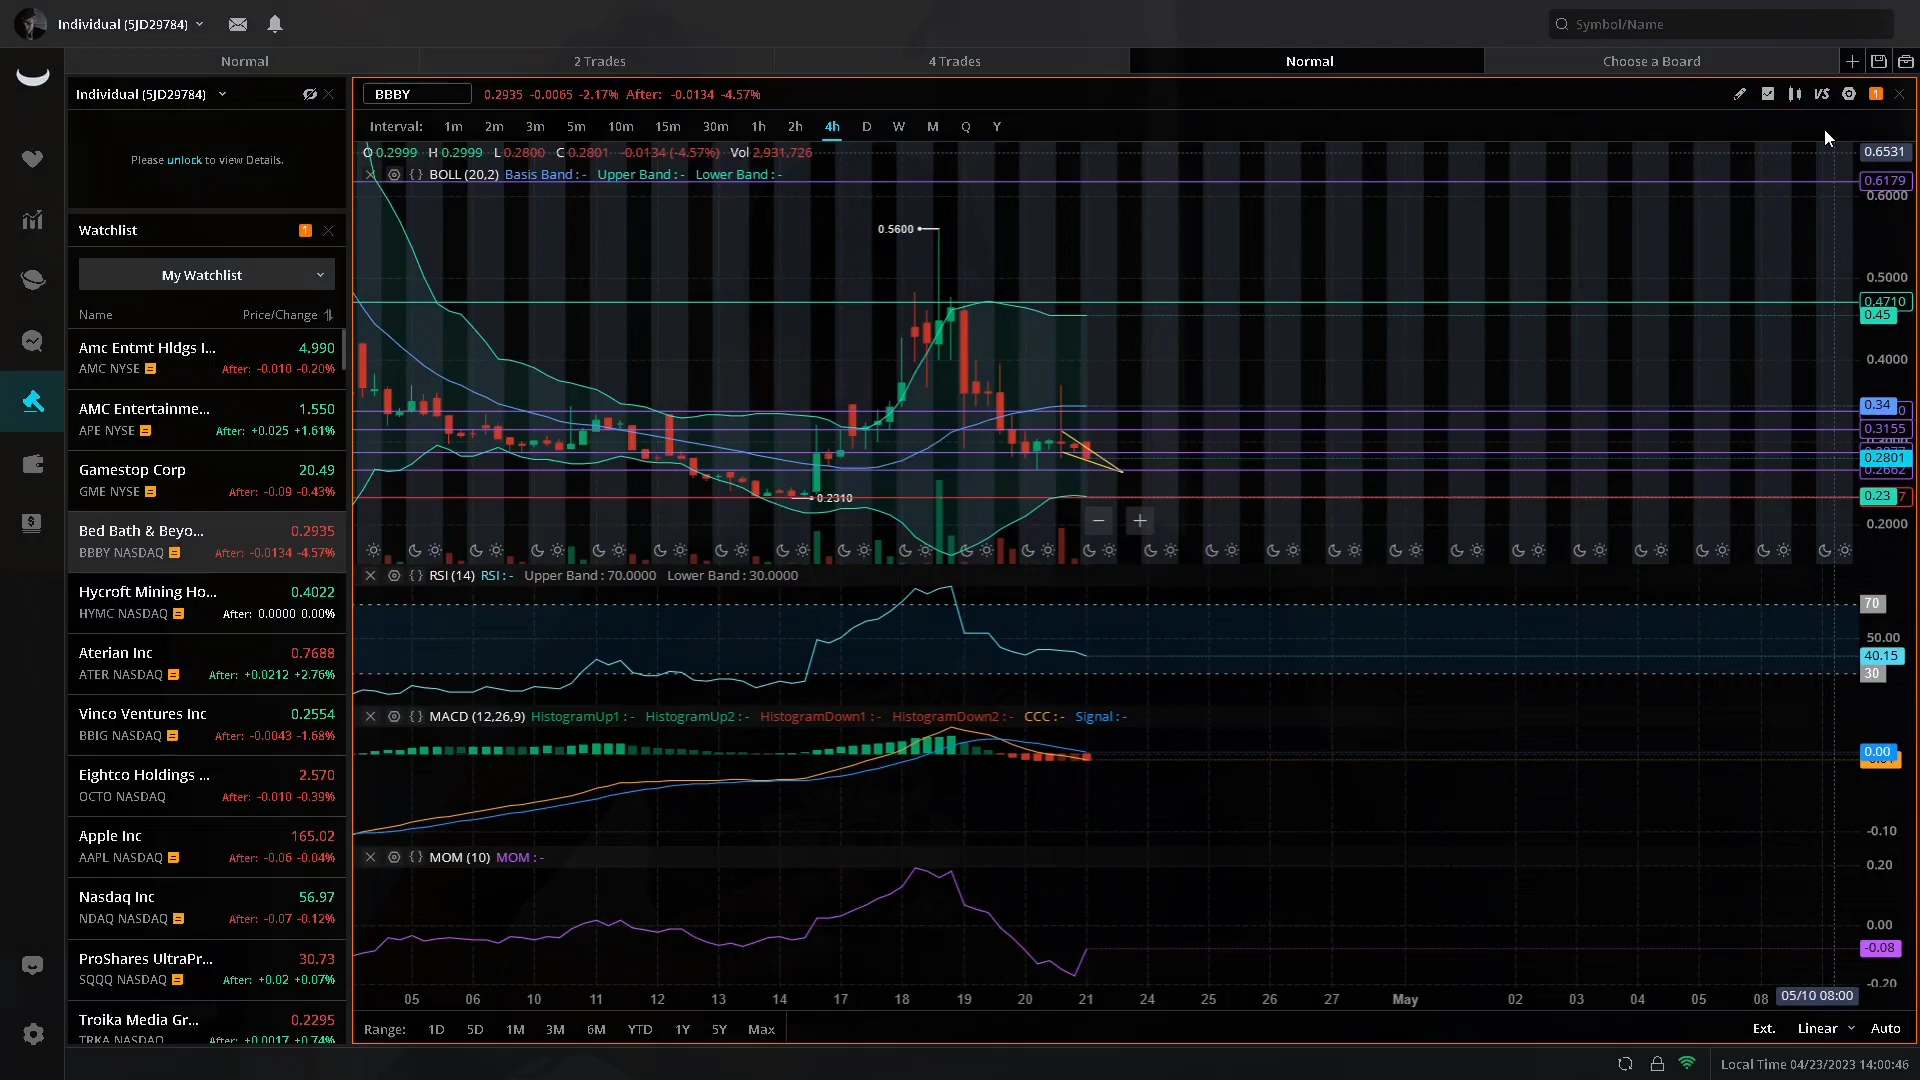 Individual (5JD29784)
Symbol/Name
Normal
2 Trades
4 Trades
Normal
Choose a Board
Individual (5JD29784)
Please unlock to view Details.
Watchlist
1
My Watchlist
Name Price/Change
Amc Entmt Hldgs I... 4.990
AMC NYSE After: -0.010 -0.20%
AMC Entertainme... 1.550
APE NYSE After: +0.025 +1.61%
Gamestop Corp 20.49
GME NYSE After: -0.09 -0.43%
Bed Bath & Beyo... 0.2935
BBBY NASDAQ After: -0.0134 -4.57%
Hycroft Mining Ho... 0.4022
HYMC NASDAQ After: 0.0000 0.00%
Aterian Inc 0.7688
ATER NASDAQ After: +0.0212 +2.76%
Vinco Ventures Inc 0.2554
BBIG NASDAQ After: -0.0043 -1.68%
Eightco Holdings ... 2.570
OCTO NASDAQ After: -0.010 -0.39%
Apple Inc 165.02
AAPL NASDAQ After: -0.06 -0.04%
Nasdaq Inc 56.97
NDAQ NASDAQ After: -0.07 -0.12%
ProShares UltraPr... 30.73
SQQQ NASDAQ After: +0.02 +0.07%
Troika Media Gr... 0.2295
TRKA NASDAQ After: +0.0017 +0.74%
BBBY 0.2935 -0.0065 -2.17% After: -0.0134 -4.57%
VS
1
Interval: 1m 2m 3m 5m 10m 15m 30m 1h 2h 4h D W M Q Y
O 0.2999 H 0.2999 L 0.2800 C 0.2801 -0.0134 (-4.57%) Vol 2,931,726
BOLL (20,2) Basis Band : - Upper Band : - Lower Band : -
0.5600
0.2310
0.6531
0.6179
0.6000
0.5000
0.4710
0.45
0.4000
0.34
0.3155
0.2801
0.2662
0.23
0.2000
RSI (14) RSI : - Upper Band : 70.0000 Lower Band : 30.0000
70
50.00
40.15
30
MACD (12,26,9) HistogramUp1 : - HistogramUp2 : - HistogramDown1 : - HistogramDown2 : - CCC : - Signal : -
0.00
-0.10
MOM (10) MOM : -
0.20
0.00
-0.08
-0.20
05 06 10 11 12 13 14 17 18 19 20 21 24 25 26 27 May 02 03 04 05 08 05/10 08:00
Range: 1D 5D 1M 3M 6M YTD 1Y 5Y Max
Ext. Linear Auto
Local Time 04/23/2023 14:00:46